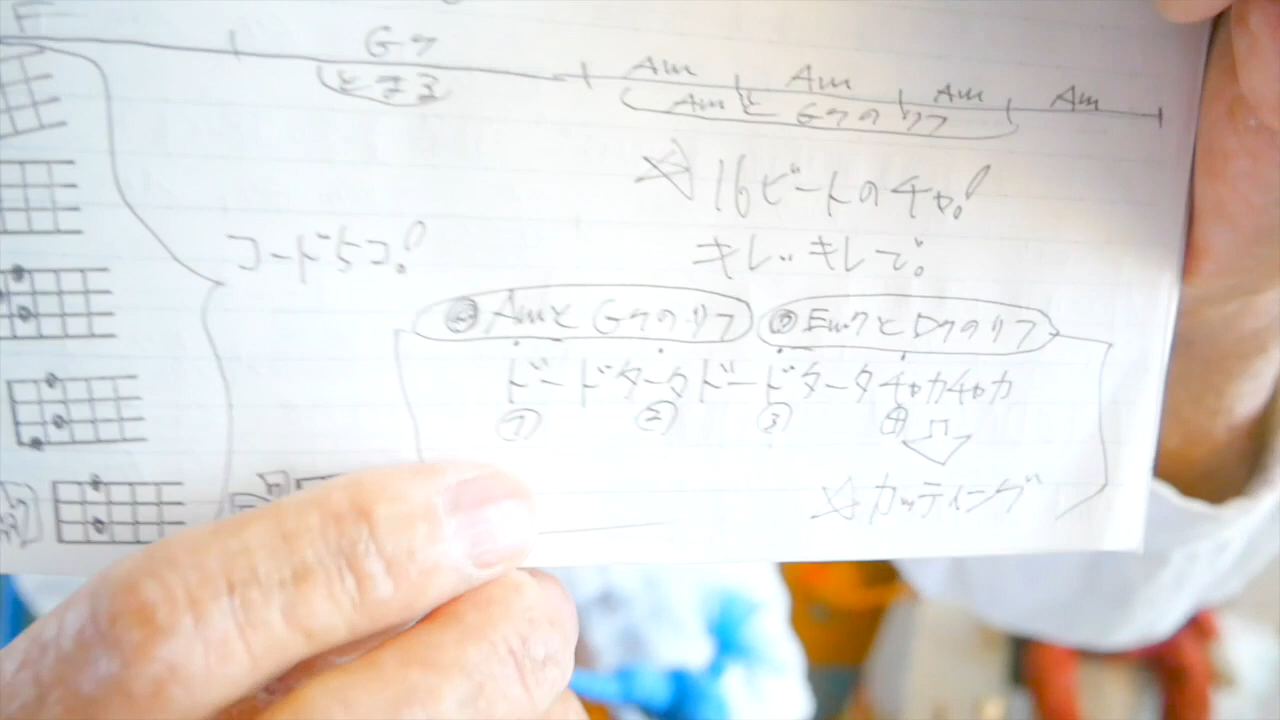 F
G7
とまる
Am Am Am Am
AmとG7のリフ
☆16ビートのチャ!
キレッキレで。
コード5コ!
②AmとG7のリフ ③Em7とD7のリフ
ドードタータドードタータチャカチャカ
① ② ③ ④
☆カッティング